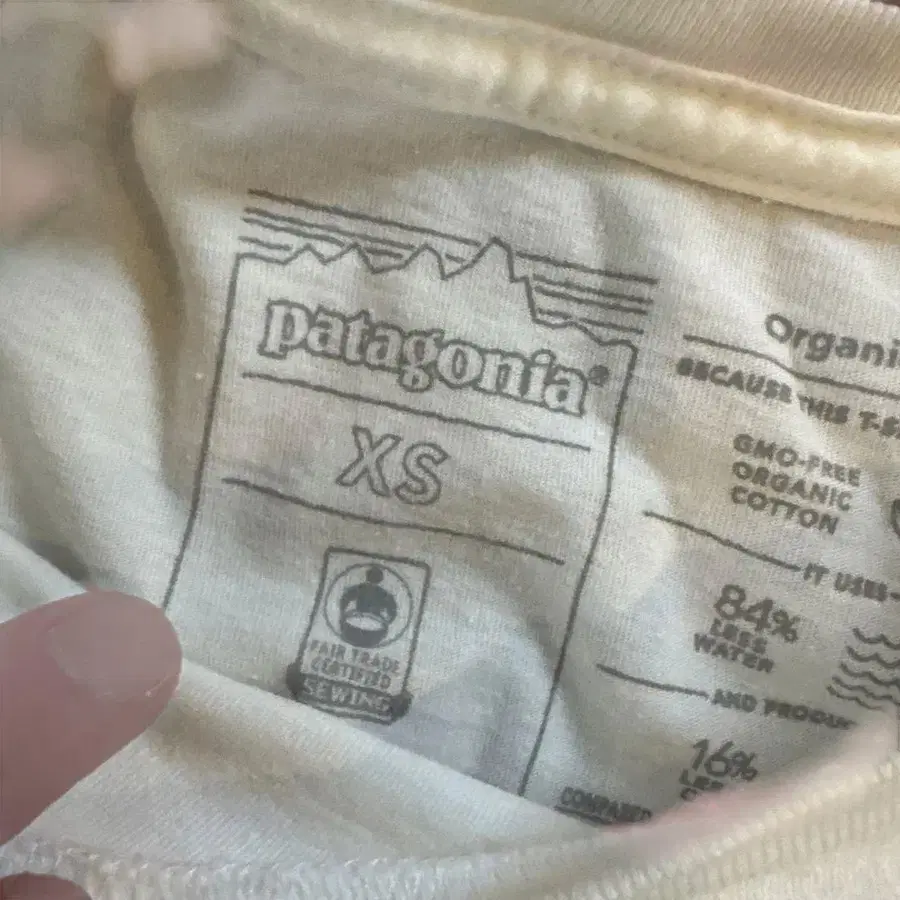 patagonia®
XS
FAIR TRADE
CERTIFIED
SEWING
Organi
BECAUSE THIS T-S
GMO-FREE
ORGANIC
COTTON
IT USES
84%
LESS
WATER
AND PRODU
16%
LES
COMPARED